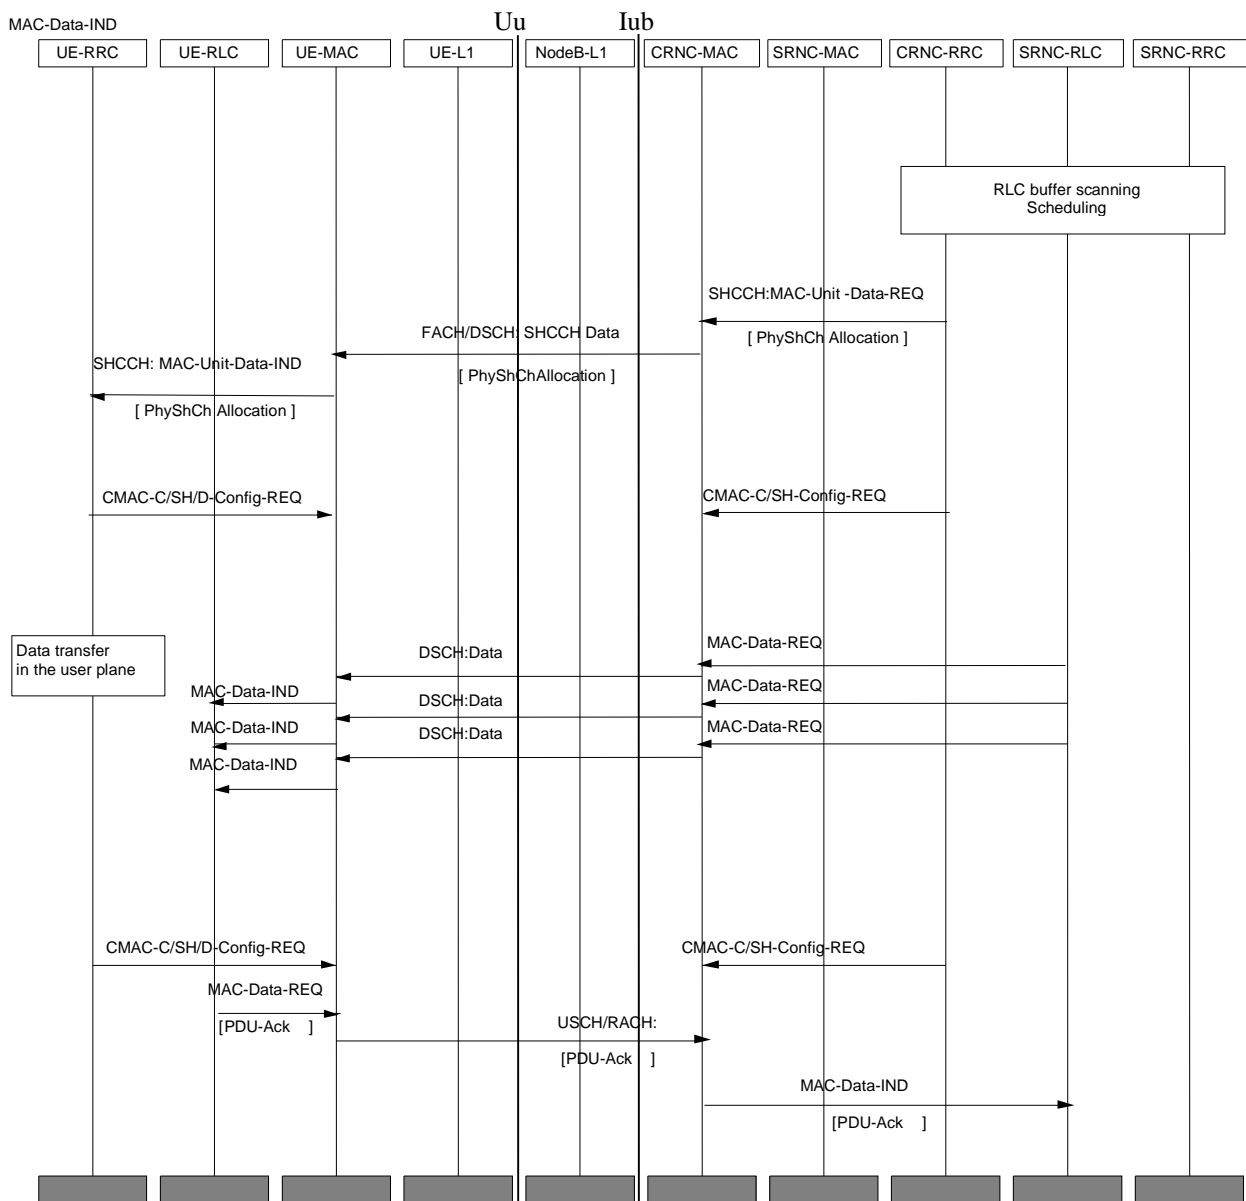 MAC-Data-IND
Uu
Iub
UE-RRC
UE-RLC
UE-MAC
UE-L1
NodeB-L1
CRNC-MAC
SRNC-MAC
CRNC-RRC
SRNC-RLC
SRNC-RRC
RLC buffer scanning
Scheduling
SHCCH:MAC-Unit -Data-REQ
[ PhyShCh Allocation ]
FACH/DSCH: SHCCH Data
[ PhyShChAllocation ]
SHCCH: MAC-Unit-Data-IND
[ PhyShCh Allocation ]
CMAC-C/SH/D-Config-REQ
CMAC-C/SH-Config-REQ
Data transfer
in the user plane
MAC-Data-REQ
DSCH:Data
MAC-Data-IND
MAC-Data-REQ
DSCH:Data
MAC-Data-IND
MAC-Data-REQ
DSCH:Data
MAC-Data-IND
CMAC-C/SH/D-Config-REQ
CMAC-C/SH-Config-REQ
MAC-Data-REQ
[PDU-Ack ]
USCH/RACH:
[PDU-Ack ]
MAC-Data-IND
[PDU-Ack ]